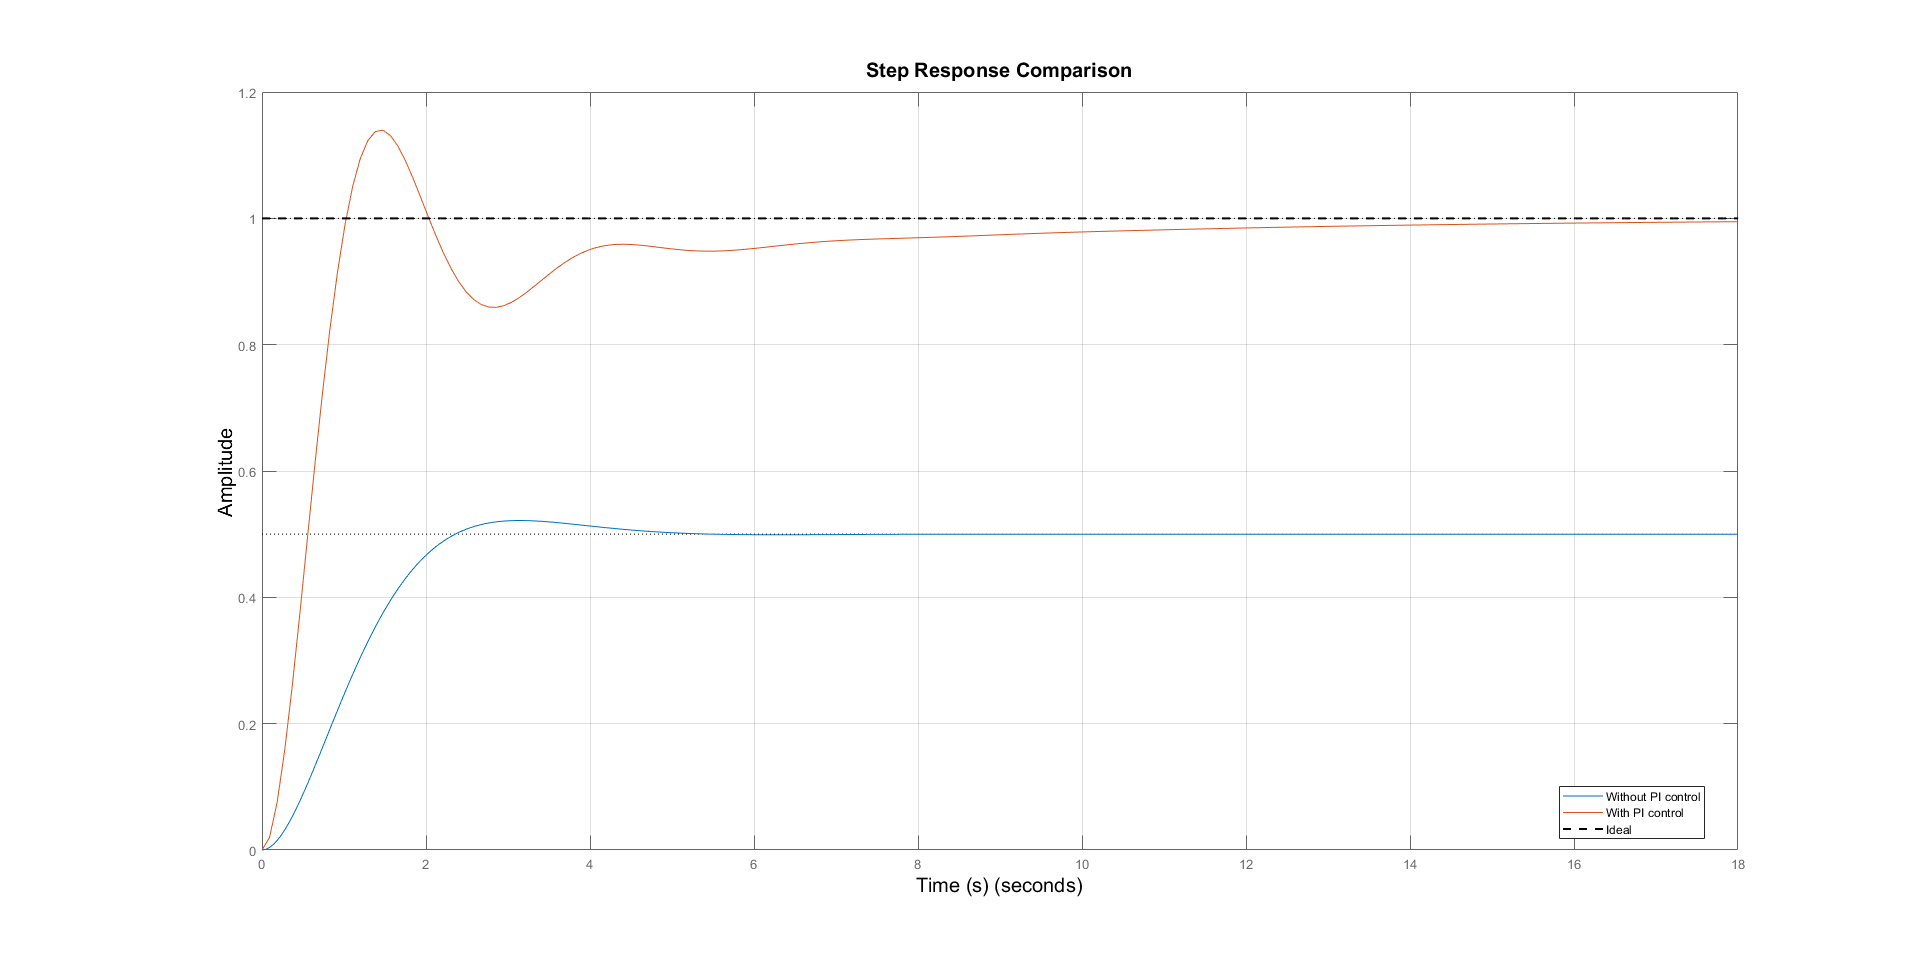 Step Response Comparison
1.2
1
0.8
0.6
0.4
0.2
0
Amplitude
0 2 4 6 8 10 12 14 16 18
Time (s) (seconds)
Without PI control
With PI control
Ideal